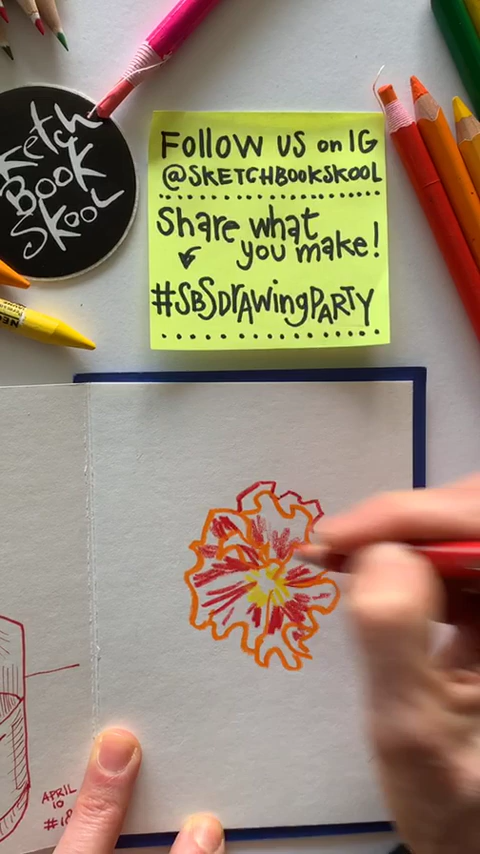 Sketch
Book
Skool
Follow us on IG
@SKETCHBOOKSKOOL
Share what
you make!
#SBSDrawingPARTY
APRIL
10